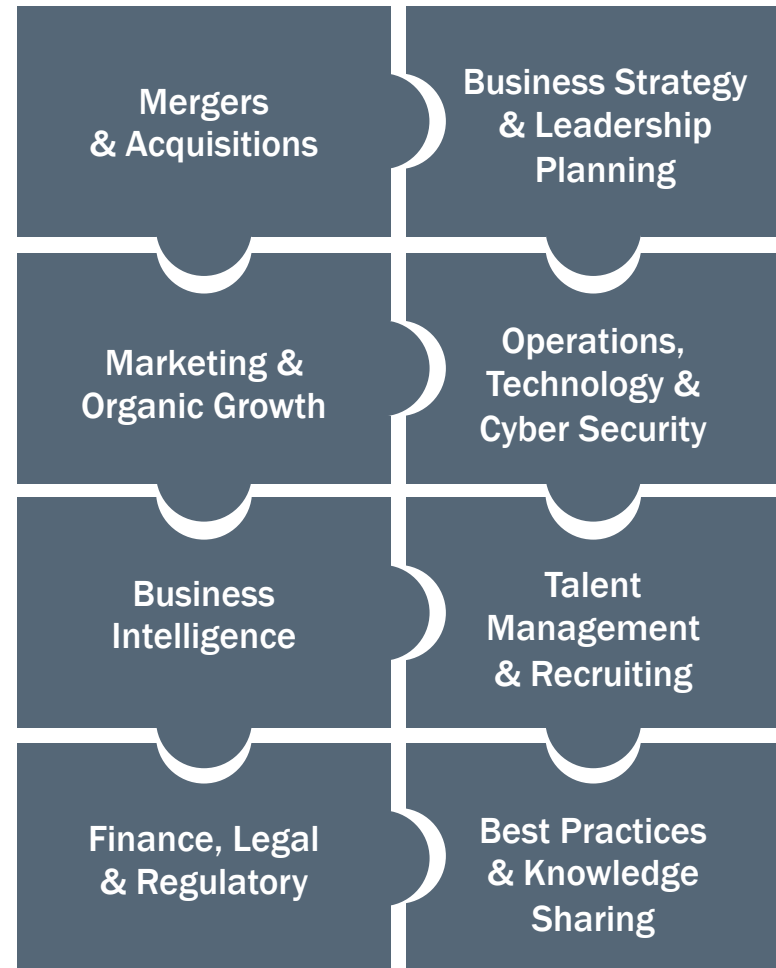 Mergers
& Acquisitions
Business Strategy
& Leadership
Planning
Marketing &
Organic Growth
Operations,
Technology &
Cyber Security
Business
Intelligence
Talent
Management
& Recruiting
Finance, Legal
& Regulatory
Best Practices
& Knowledge
Sharing